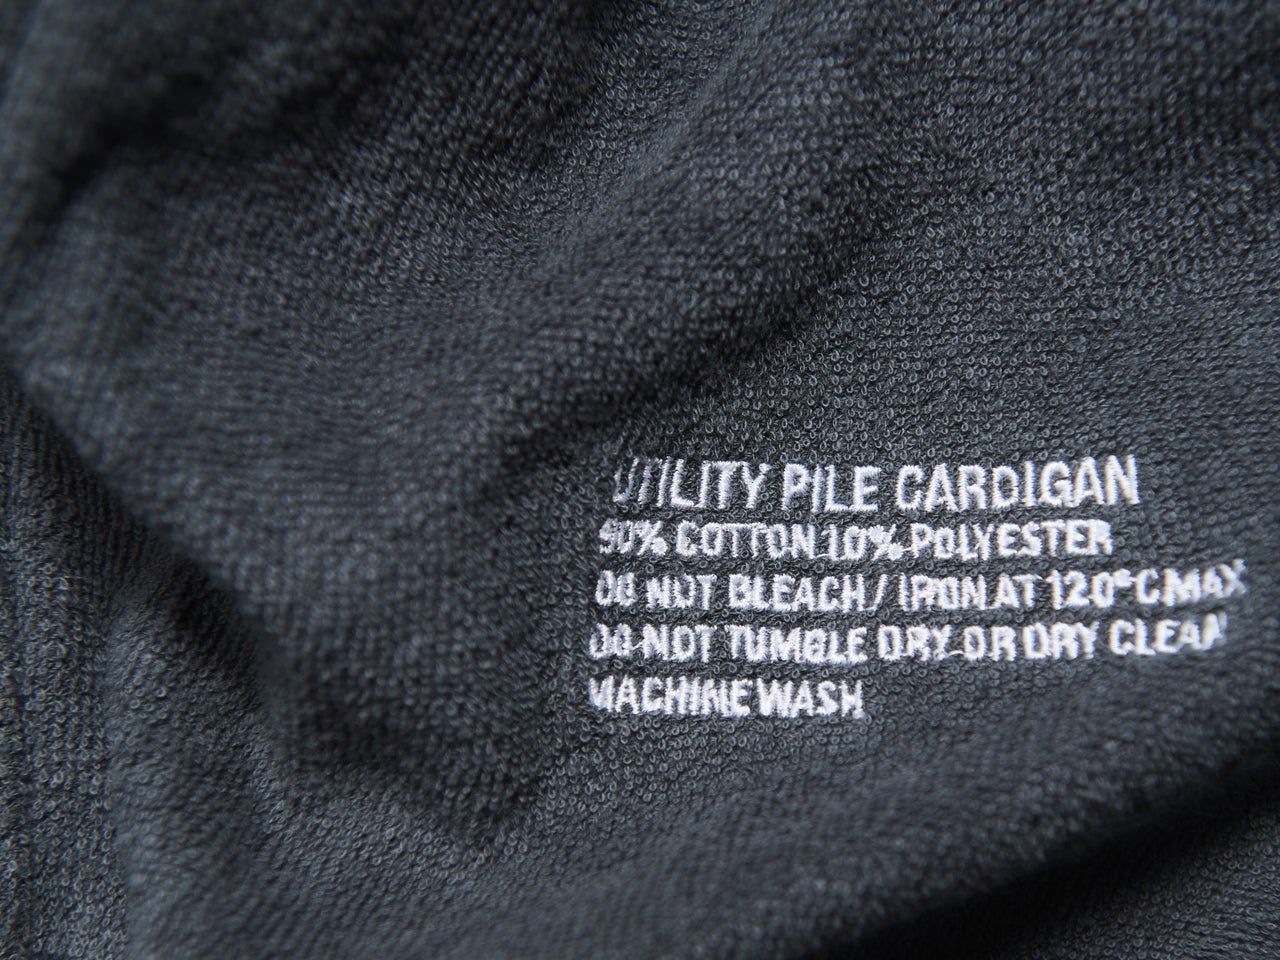 UTILITY PILE CARDIGAN
90% COTTON 10% POLYESTER
DO NOT BLEACH / IRON AT 120°C MAX
DO NOT TUMBLE DRY OR DRY CLEAN
MACHINE WASH